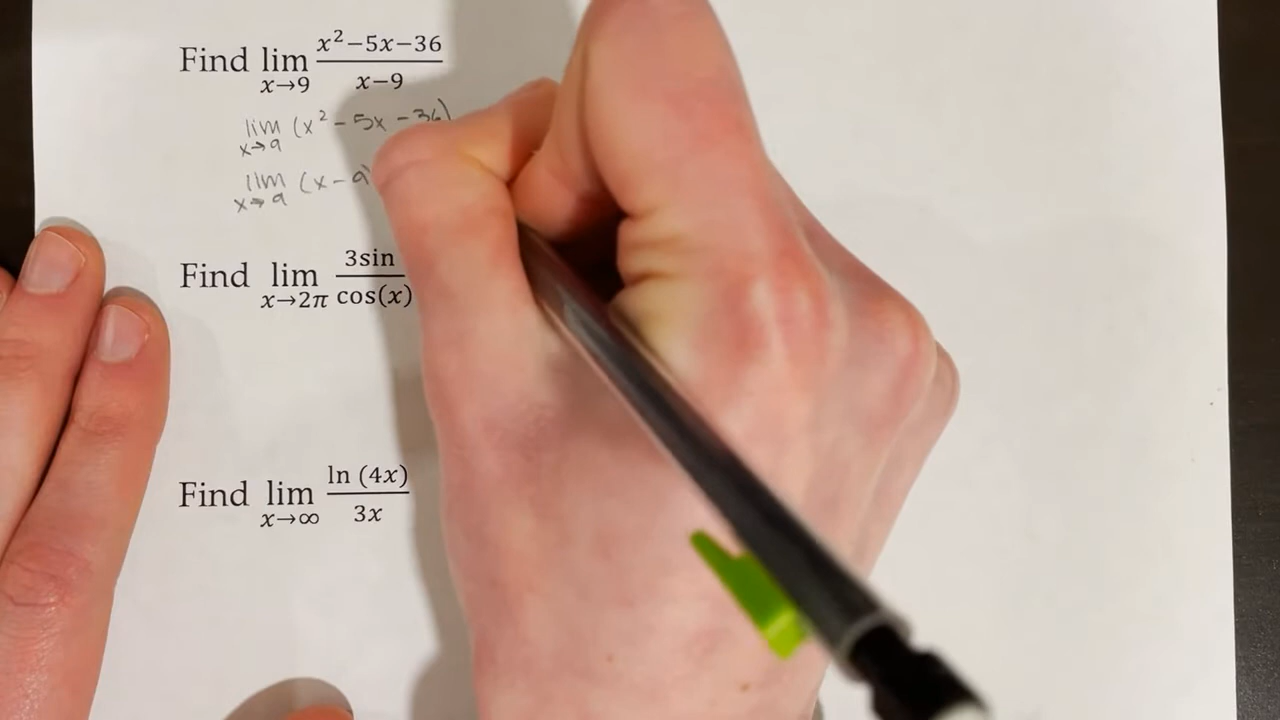 Find lim x→9 x²−5x−36 / x−9
lim x→9 (x² − 5x − 36)
lim x→9 (x − 9)
Find lim x→2π 3sin / cos(x)
Find lim x→∞ ln (4x) / 3x